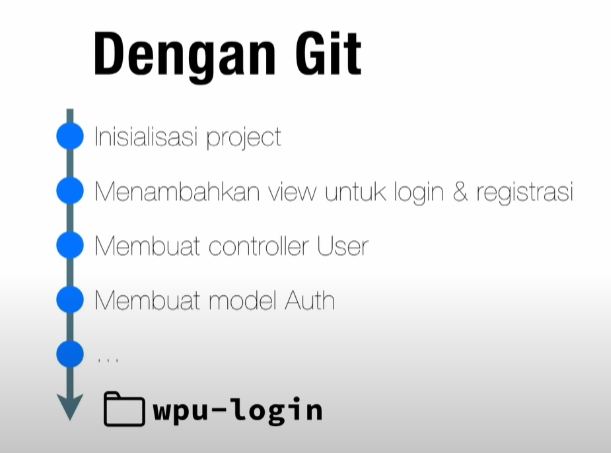 Dengan Git
Inisialisasi project
Menambahkan view untuk login & registrasi
Membuat controller User
Membuat model Auth
...
wpu-login